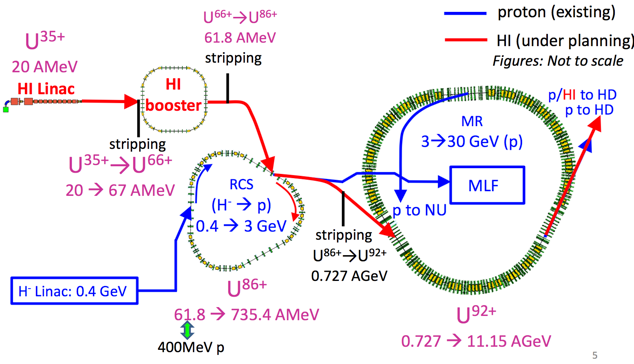 U66+→U86+
61.8 AMeV
stripping
proton (existing)
HI (under planning)
Figures: Not to scale
U35+
20 AMeV
HI Linac
HI
booster
stripping
U35+→U66+
20 → 67 AMeV
p/HI to HD
p to HD
MR
3→30 GeV (p)
MLF
p to NU
RCS
(H- → p)
0.4 → 3 GeV
stripping
U86+→U92+
0.727 AGeV
H- Linac: 0.4 GeV
U86+
61.8 → 735.4 AMeV
400MeV p
U92+
0.727 → 11.15 AGeV
5